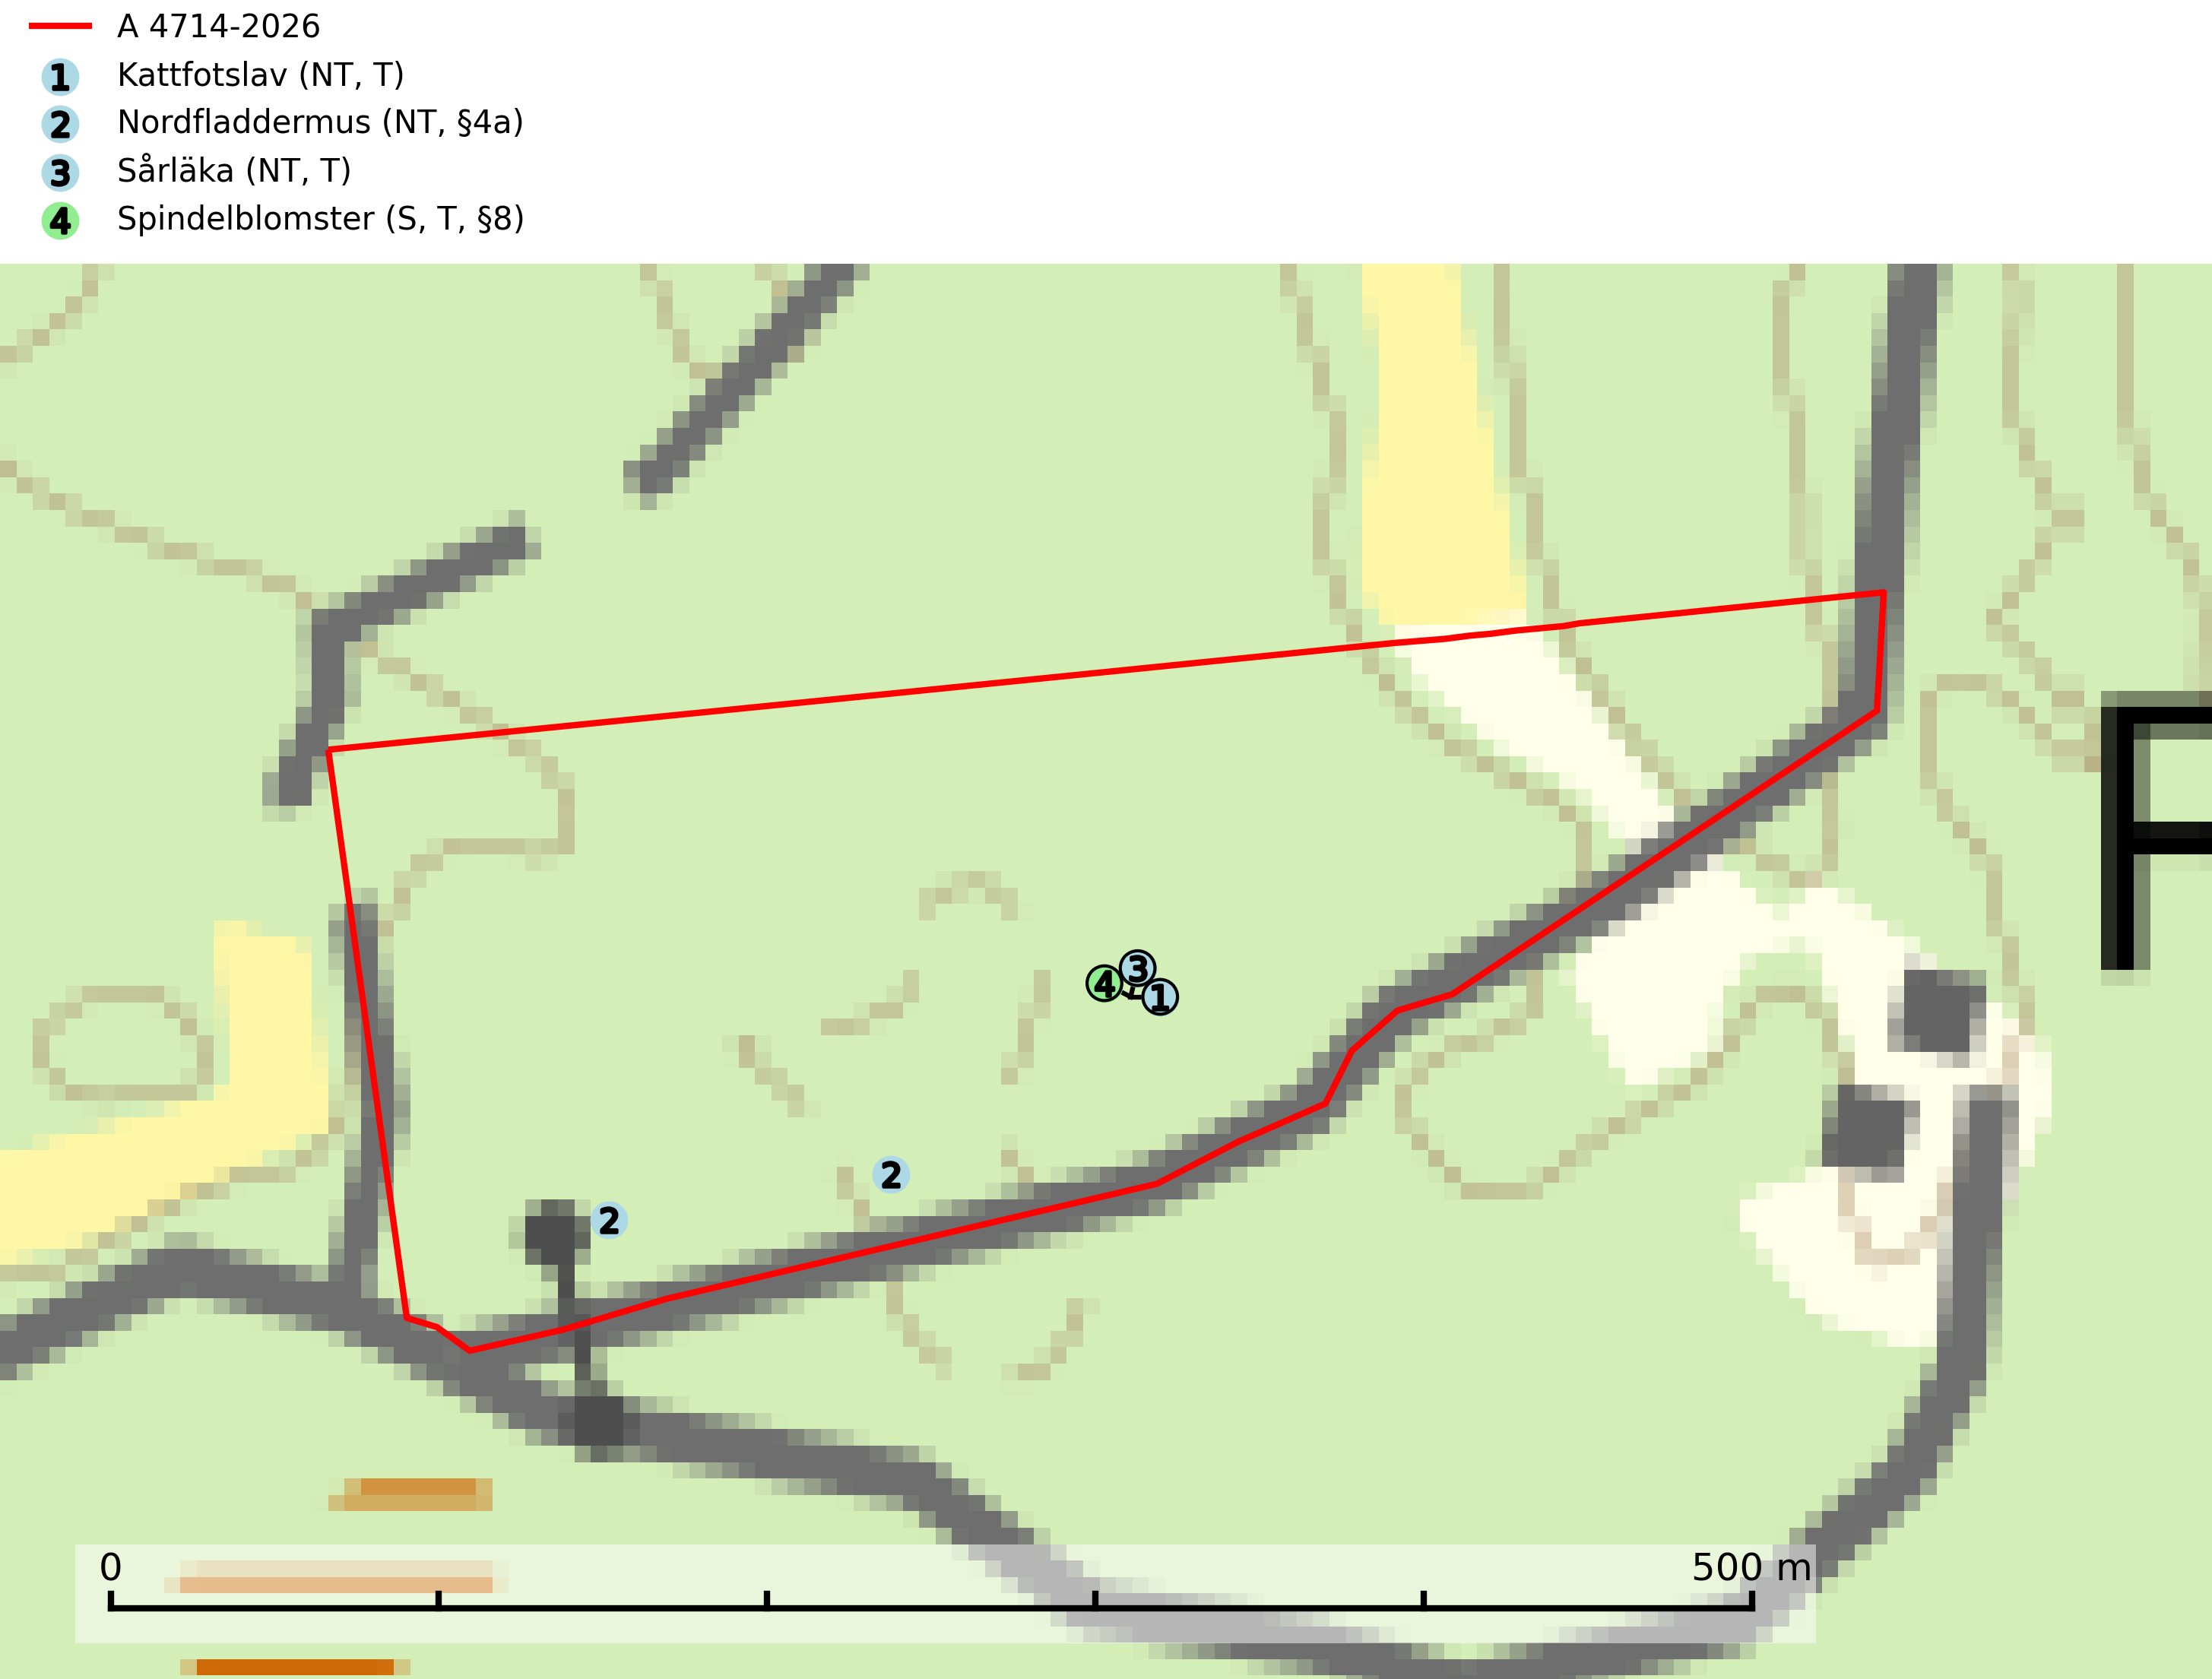 A 4714-2026
1 Kattfotslav (NT, T)
2 Nordfladdermus (NT, §4a)
3 Sårläka (NT, T)
4 Spindelblomster (S, T, §8)
F
3
4
1
2
2
0 500 m